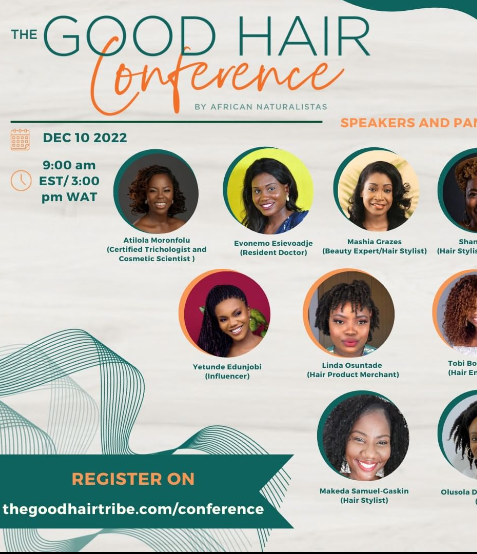 THE GOOD HAIR
Conference
BY AFRICAN NATURALISTAS
SPEAKERS AND PAN
DEC 10 2022
9:00 am
EST/ 3:00
pm WAT
Atilola Moronfolu
(Certified Trichologist and
Cosmetic Scientist )
Evonemo Esievoadje
(Resident Doctor)
Mashia Grazes
(Beauty Expert/Hair Stylist)
Shan
(Hair Stylis
Yetunde Edunjobi
(Influencer)
Linda Osuntade
(Hair Product Merchant)
Tobi Bo
(Hair En
Makeda Samuel-Gaskin
(Hair Stylist)
Olusola D
(
REGISTER ON
thegoodhairtribe.com/conference